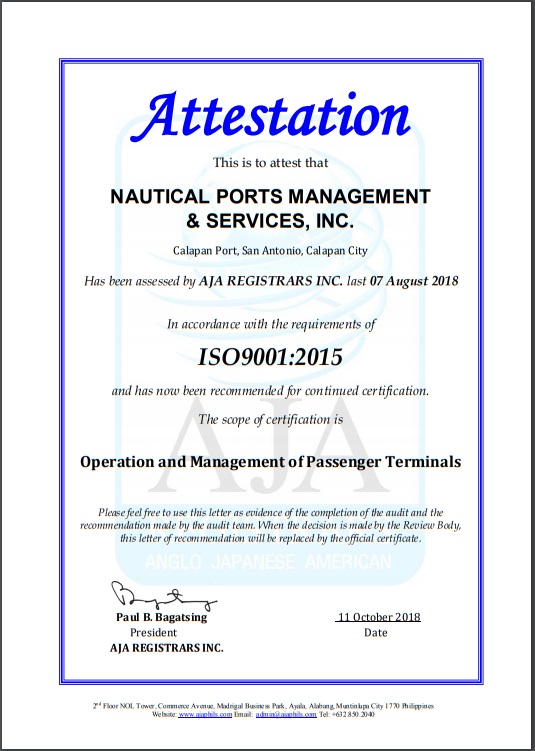 Attestation
This is to attest that
NAUTICAL PORTS MANAGEMENT
& SERVICES, INC.
Calapan Port, San Antonio, Calapan City
Has been assessed by AJA REGISTRARS INC. last 07 August 2018
In accordance with the requirements of
ISO9001:2015
and has now been recommended for continued certification.
The scope of certification is
AJA
Operation and Management of Passenger Terminals
Please feel free to use this letter as evidence of the completion of the audit and the
recommendation made by the audit team. When the decision is made by the Review Body,
this letter of recommendation will be replaced by the official certificate.
ANGLO JAPANESE AMERICAN
Paul B. Bagatsing
President
AJA REGISTRARS INC.
11 October 2018
Date
2nd Floor NOL Tower, Commerce Avenue, Madrigal Business Park, Ayala, Alabang, Muntinlupa City 1770 Philippines
Website: www.ajaphils.com Email: admin@ajaphils.com Tel: +632 850.2040